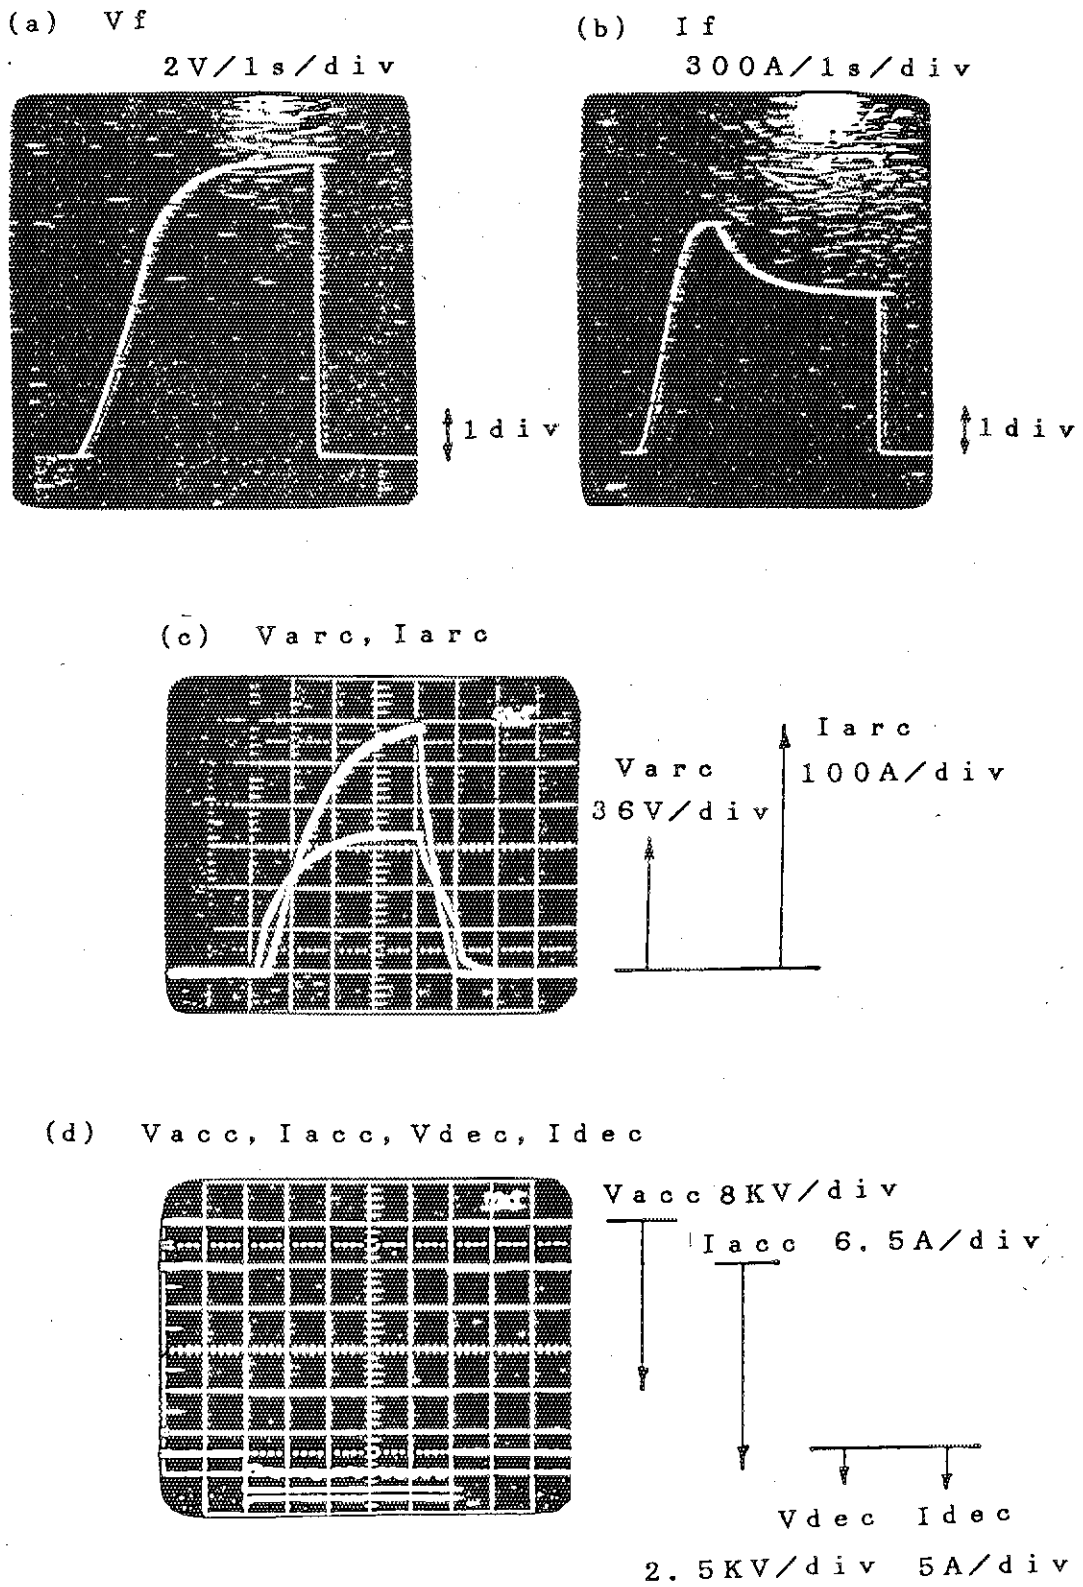 (a) Vf
2V/1s/div
(b) If
300A/1s/div
1div
1div
(c) Varc, Iarc
Iarc
100A/div
Varc
36V/div
(d) Vacc, Iacc, Vdec, Idec
Vacc 8KV/div
Iacc 6.5A/div
Vdec Idec
2.5KV/div 5A/div